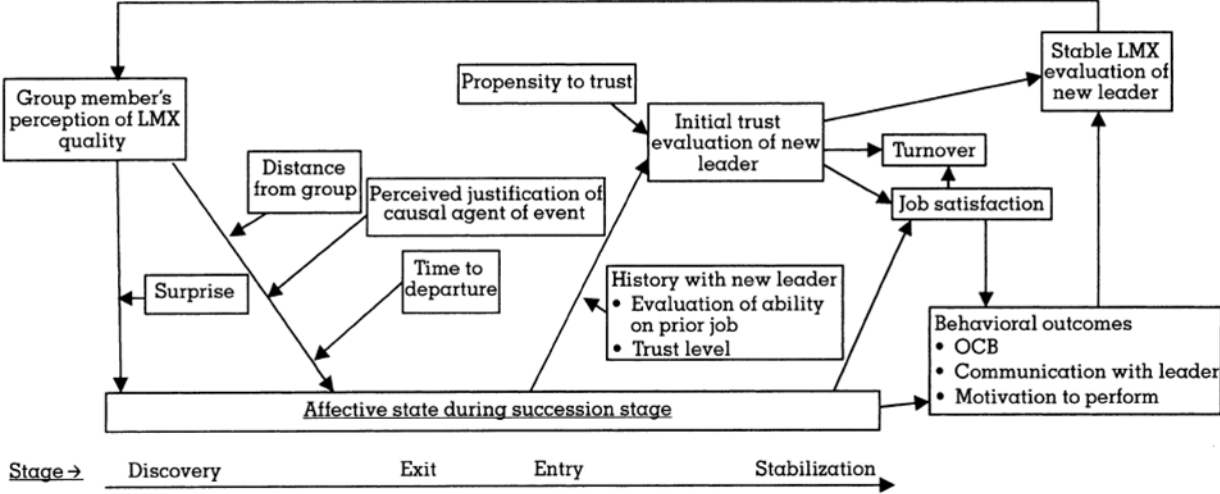 Group member's
perception of LMX
quality
Distance
from group
Perceived justification of
causal agent of event
Time to
departure
Surprise
Propensity to trust
Initial trust
evaluation of new
leader
Stable LMX
evaluation of
new leader
Turnover
Job satisfaction
History with new leader
• Evaluation of ability
on prior job
• Trust level
Behavioral outcomes
• OCB
• Communication with leader
• Motivation to perform
Affective state during succession stage
Stage → Discovery Exit Entry Stabilization